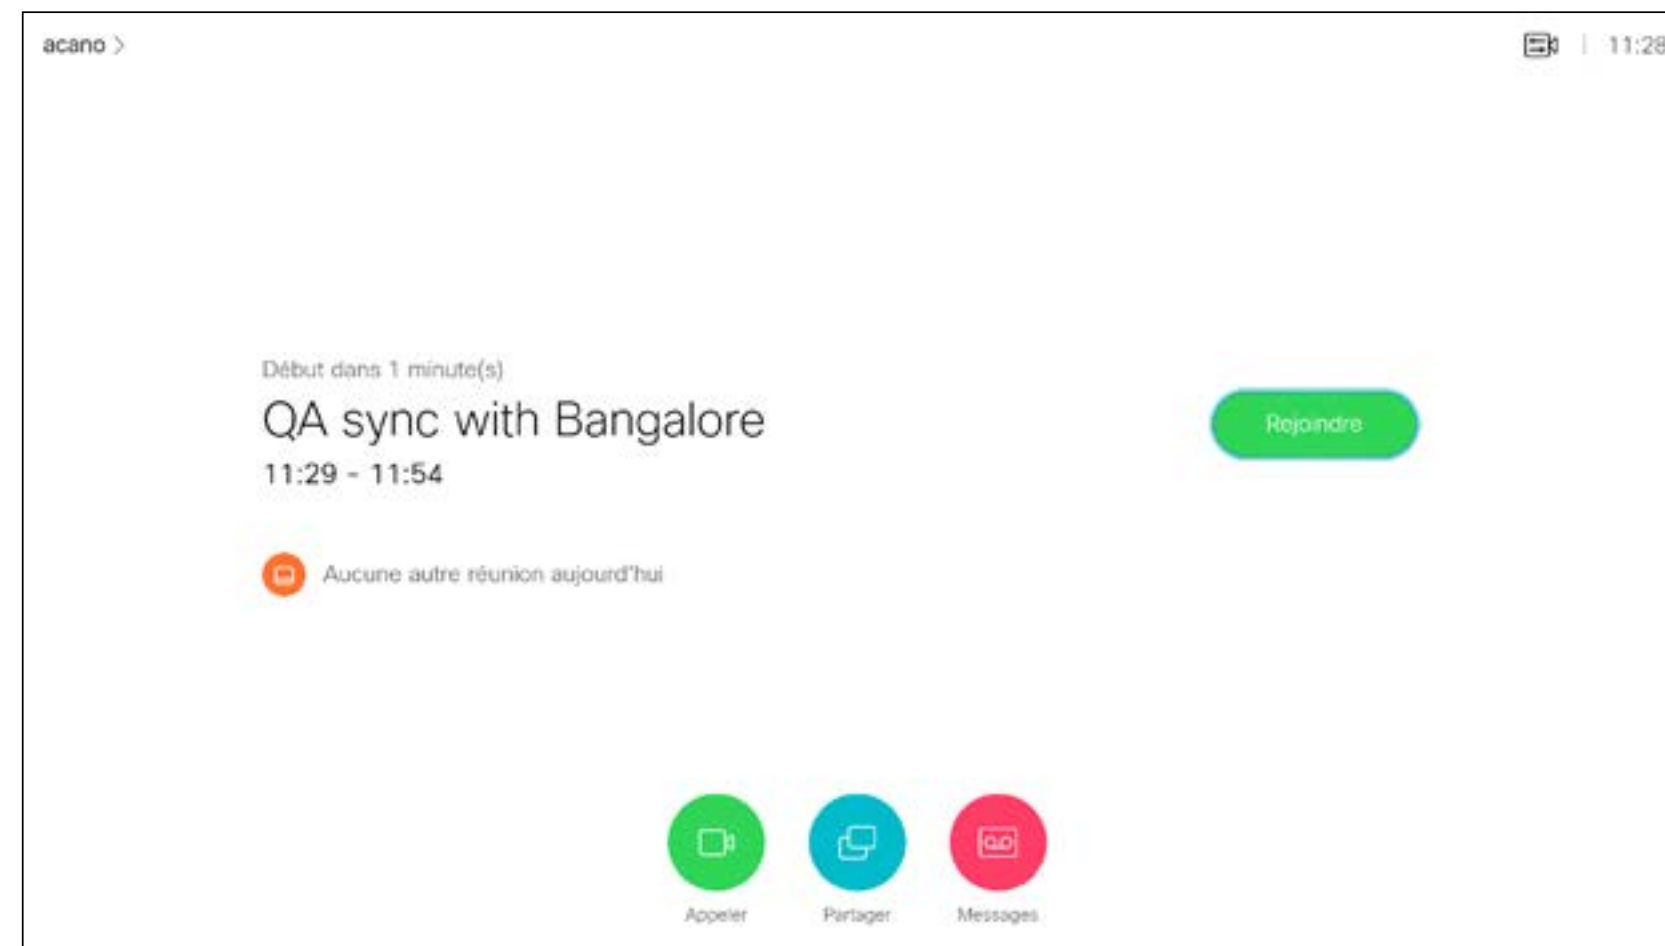 acano >
11:28
Début dans 1 minute(s)
QA sync with Bangalore
11:29 - 11:54
Rejoindre
Aucune autre réunion aujourd'hui
Appeler
Partager
Messages